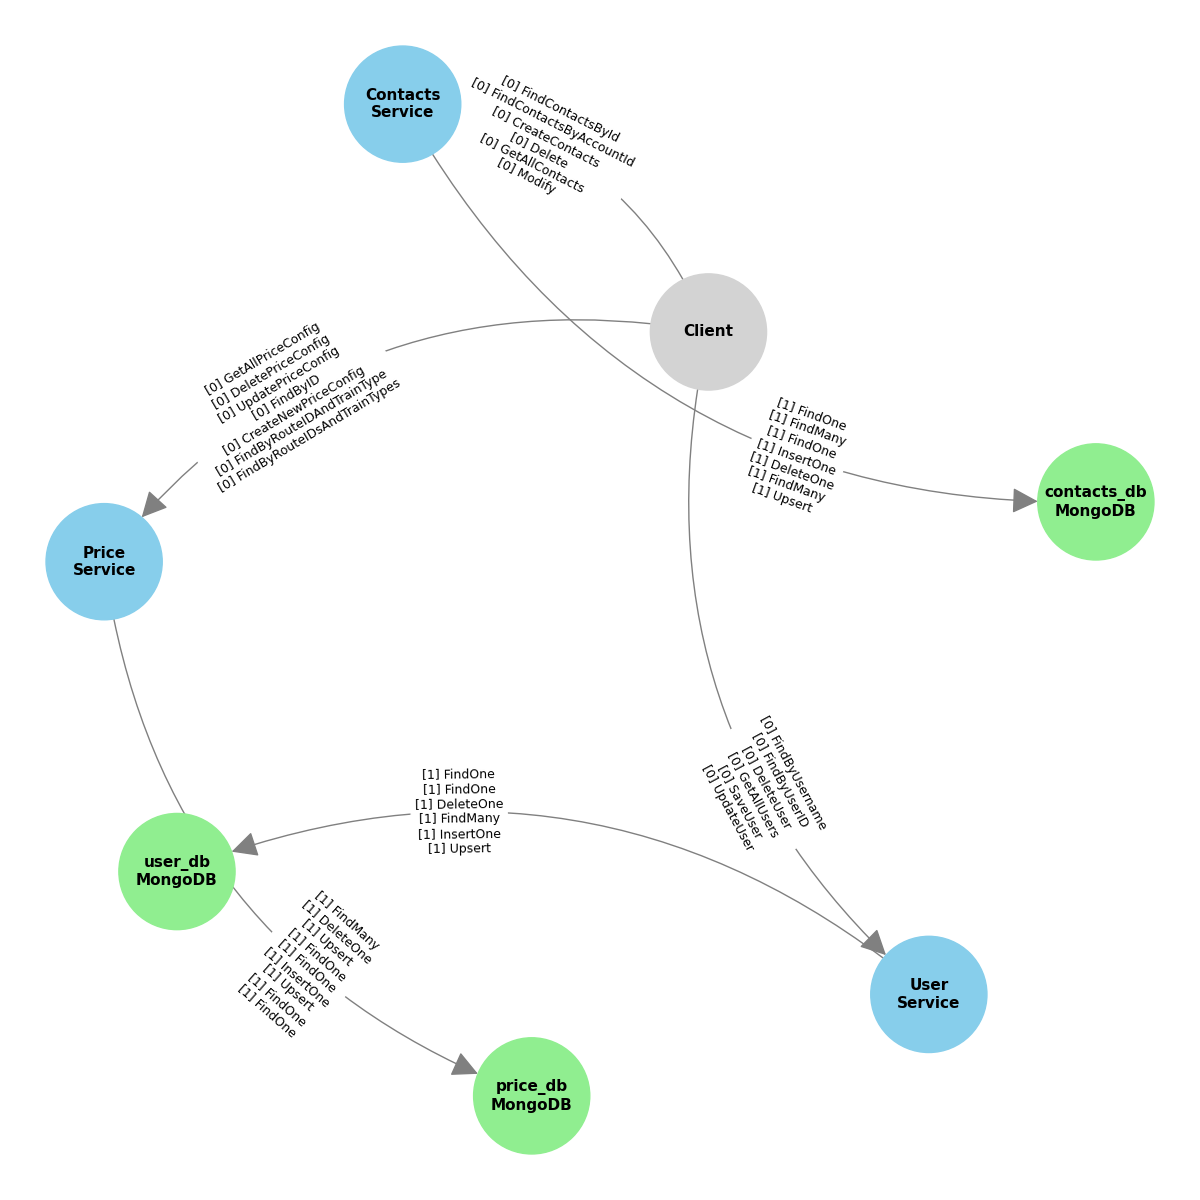 Contacts
Service
[0] FindContactsById
[0] FindContactsByAccountId
[0] CreateContacts
[0] Delete
[0] GetAllContacts
[0] Modify
Client
[0] GetAllPriceConfig
[0] DeletePriceConfig
[0] UpdatePriceConfig
[0] FindByID
[0] CreateNewPriceConfig
[0] FindByRouteIDAndTrainType
[0] FindByRouteIDsAndTrainTypes
[1] FindOne
[1] FindMany
[1] FindOne
[1] InsertOne
[1] DeleteOne
[1] FindMany
[1] Upsert
contacts_db
MongoDB
Price
Service
[0] FindByUsername
[0] FindByUserID
[0] DeleteUser
[0] GetAllUsers
[0] SaveUser
[0] UpdateUser
[1] FindOne
[1] FindOne
[1] DeleteOne
[1] FindMany
[1] InsertOne
[1] Upsert
user_db
MongoDB
[1] FindMany
[1] DeleteOne
[1] Upsert
[1] FindOne
[1] FindOne
[1] InsertOne
[1] Upsert
[1] FindOne
[1] FindOne
User
Service
price_db
MongoDB